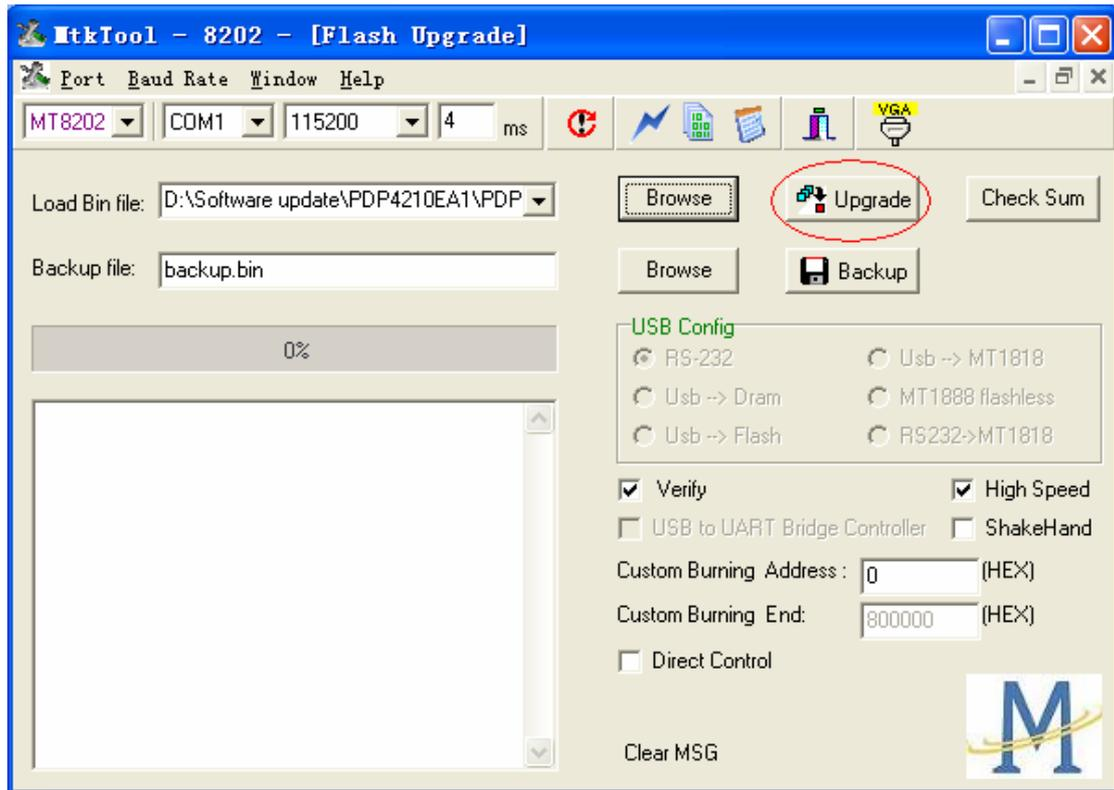 MtkTool - 8202 - [Flash Upgrade]
Port Baud Rate Window Help
MT8202 COM1 115200 4 ms VGA
Load Bin file: D:\Software update\PDP4210EA1\PDP Browse Upgrade Check Sum
Backup file: backup.bin Browse Backup
0%
USB Config
RS-232 Usb --> MT1818
Usb --> Dram MT1888 flashless
Usb --> Flash RS232->MT1818
Verify High Speed
USB to UART Bridge Controller ShakeHand
Custom Burning Address : 0 (HEX)
Custom Burning End: 800000 (HEX)
Direct Control
Clear MSG
M